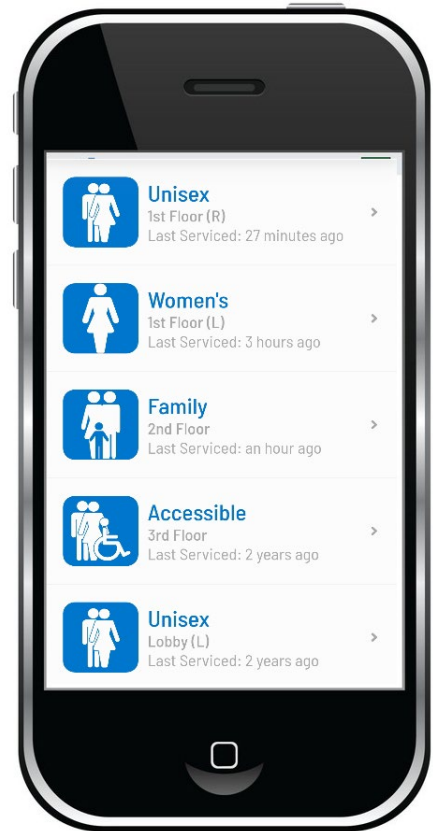 Unisex
1st Floor (R)
Last Serviced: 27 minutes ago
Women's
1st Floor (L)
Last Serviced: 3 hours ago
Family
2nd Floor
Last Serviced: an hour ago
Accessible
3rd Floor
Last Serviced: 2 years ago
Unisex
Lobby (L)
Last Serviced: 2 years ago